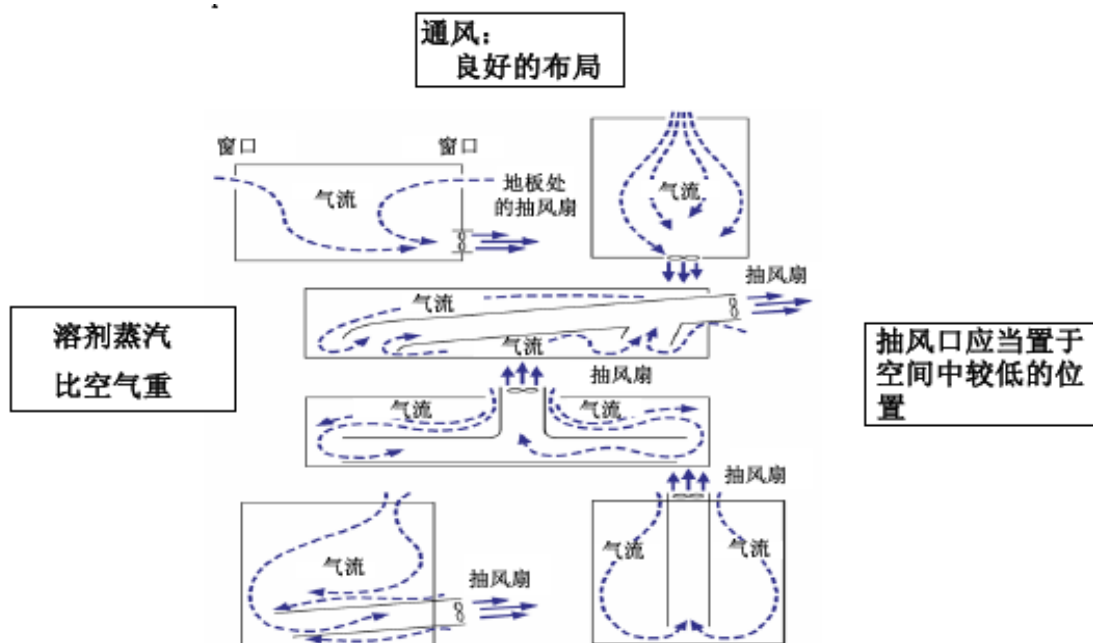 通风：
良好的布局
窗口
窗口
气流
地板处
的抽风扇
气流
抽风扇
气流
气流
溶剂蒸汽
比空气重
抽风口应当置于
空间中较低的位
置
抽风扇
气流
气流
抽风扇
气流
抽风扇
气流
气流